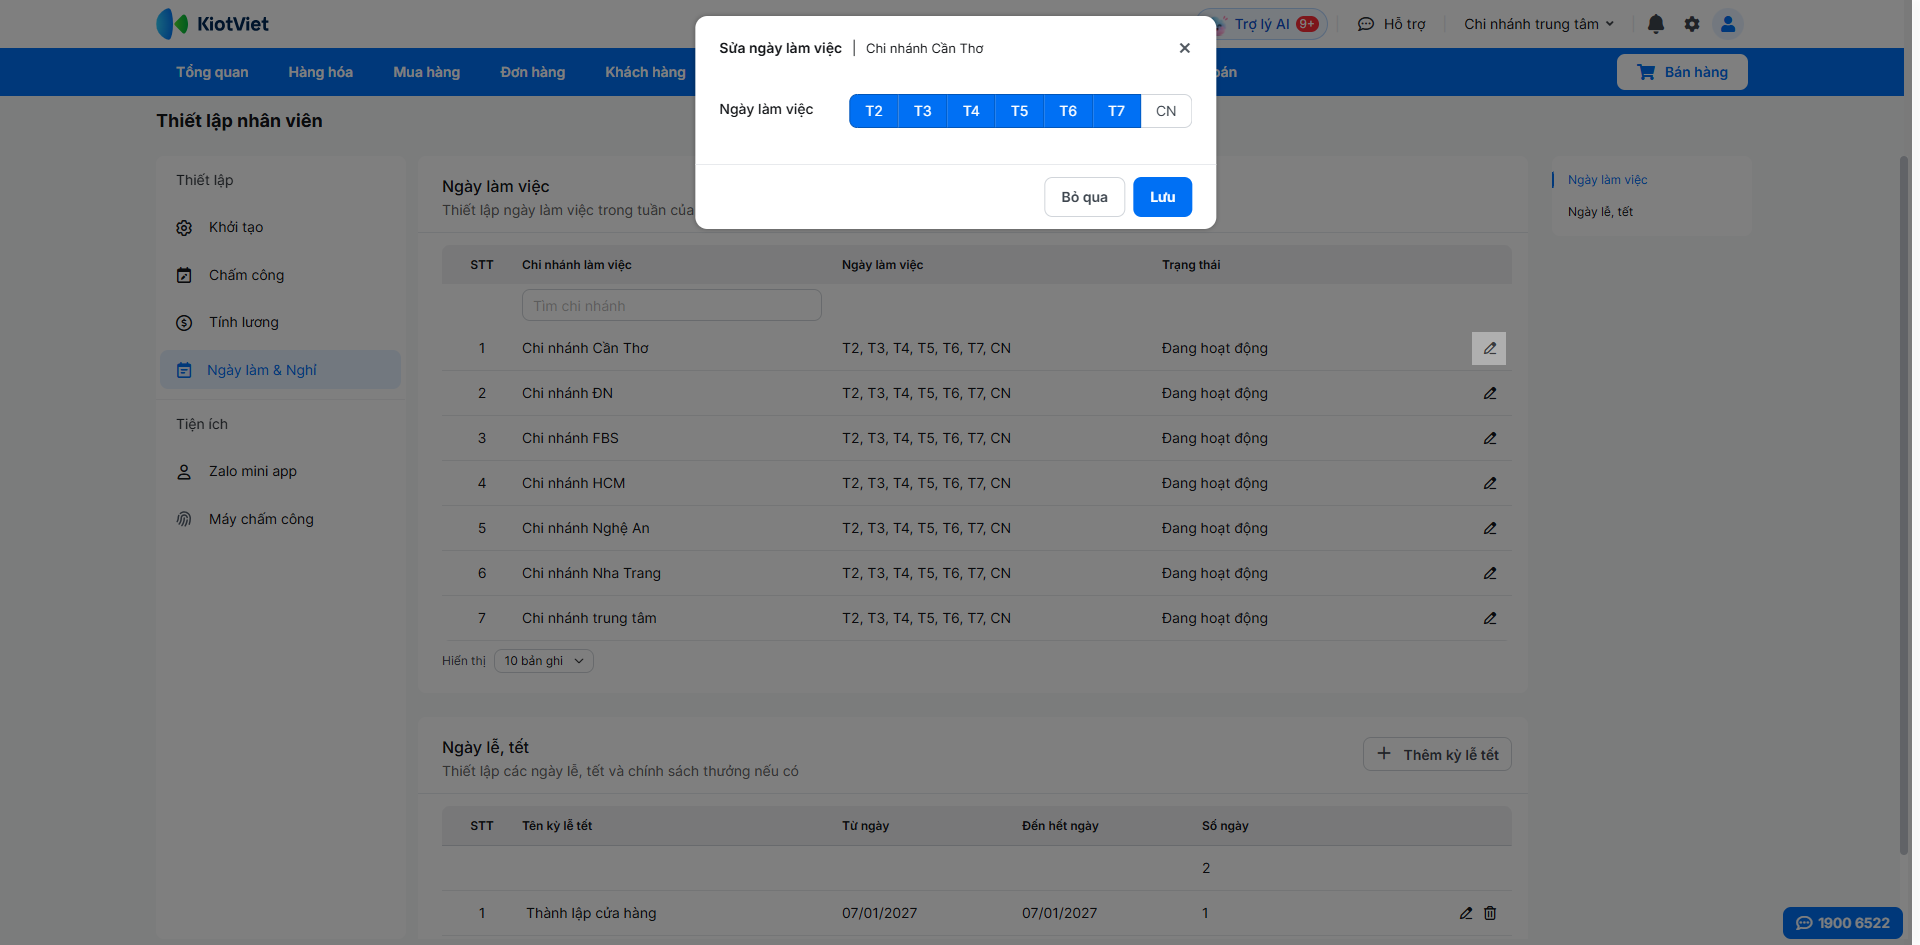 KiotViet
Trợ lý AI 9+
Hỗ trợ
Chi nhánh trung tâm
Tổng quan
Hàng hóa
Mua hàng
Đơn hàng
Khách hàng
Bán hàng
Sửa ngày làm việc | Chi nhánh Cần Thơ
Ngày làm việc
T2 T3 T4 T5 T6 T7 CN
Bỏ qua
Lưu
Thiết lập nhân viên
Thiết lập
Khởi tạo
Chấm công
Tính lương
Ngày làm & Nghỉ
Tiện ích
Zalo mini app
Máy chấm công
Ngày làm việc
Thiết lập ngày làm việc trong tuần của
STT Chi nhánh làm việc Ngày làm việc Trạng thái
Tìm chi nhánh
1 Chi nhánh Cần Thơ T2, T3, T4, T5, T6, T7, CN Đang hoạt động
2 Chi nhánh ĐN T2, T3, T4, T5, T6, T7, CN Đang hoạt động
3 Chi nhánh FBS T2, T3, T4, T5, T6, T7, CN Đang hoạt động
4 Chi nhánh HCM T2, T3, T4, T5, T6, T7, CN Đang hoạt động
5 Chi nhánh Nghệ An T2, T3, T4, T5, T6, T7, CN Đang hoạt động
6 Chi nhánh Nha Trang T2, T3, T4, T5, T6, T7, CN Đang hoạt động
7 Chi nhánh trung tâm T2, T3, T4, T5, T6, T7, CN Đang hoạt động
Hiển thị 10 bản ghi
Ngày lễ, tết
Thiết lập các ngày lễ, tết và chính sách thưởng nếu có
Thêm kỳ lễ tết
STT Tên kỳ lễ tết Từ ngày Đến hết ngày Số ngày
2
1 Thành lập cửa hàng 07/01/2027 07/01/2027 1
Ngày làm việc
Ngày lễ, tết
1900 6522